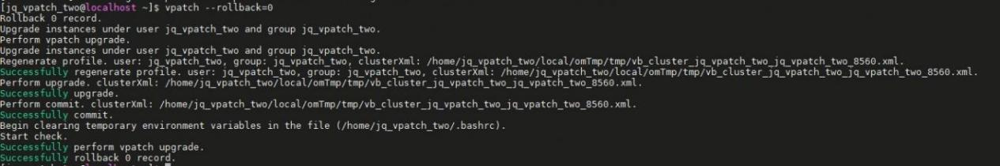 [jq_vpatch_two@localhost ~]$ vpatch --rollback=0
Rollback 0 record.
Upgrade instances under user jq_vpatch_two and group jq_vpatch_two.
Perform vpatch upgrade.
Upgrade instances under user jq_vpatch_two and group jq_vpatch_two.
Regenerate profile. user: jq_vpatch_two, group: jq_vpatch_two, clusterXml: /home/jq_vpatch_two/local/omTmp/tmp/vb_cluster_jq_vpatch_two_jq_vpatch_two_8560.xml.
Successfully regenerate profile. user: jq_vpatch_two, group: jq_vpatch_two, clusterXml: /home/jq_vpatch_two/local/omTmp/tmp/vb_cluster_jq_vpatch_two_jq_vpatch_two_8560.xml.
Perform upgrade. clusterXml: /home/jq_vpatch_two/local/omTmp/tmp/vb_cluster_jq_vpatch_two_jq_vpatch_two_8560.xml.
Successfully upgrade.
Perform commit. clusterXml: /home/jq_vpatch_two/local/omTmp/tmp/vb_cluster_jq_vpatch_two_jq_vpatch_two_8560.xml.
Successfully commit.
Begin clearing temporary environment variables in the file (/home/jq_vpatch_two/.bashrc).
Start check.
Successfully perform vpatch upgrade.
Successfully rollback 0 record.